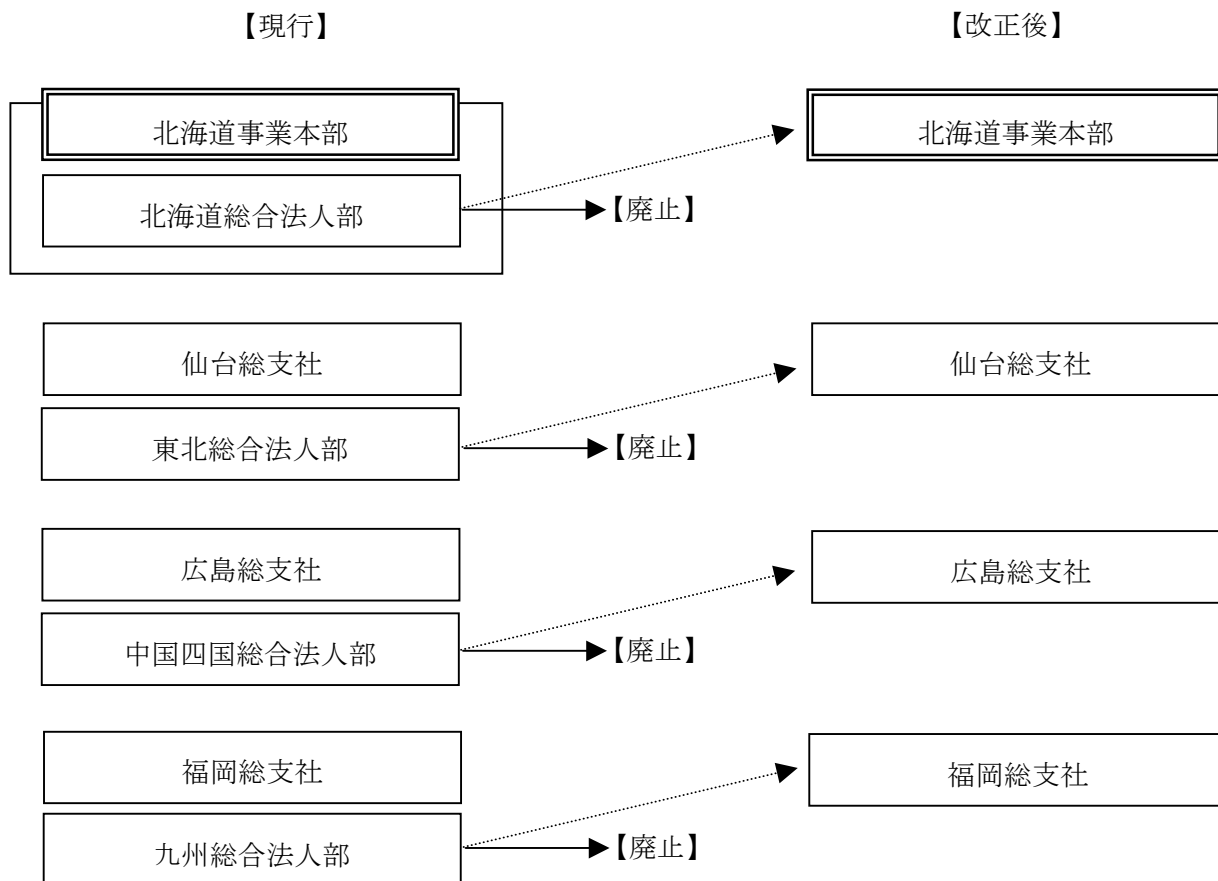 【現行】
【改正後】
北海道事業本部
北海道事業本部
北海道総合法人部
【廃止】
仙台総支社
仙台総支社
東北総合法人部
【廃止】
広島総支社
広島総支社
中国四国総合法人部
【廃止】
福岡総支社
福岡総支社
九州総合法人部
【廃止】